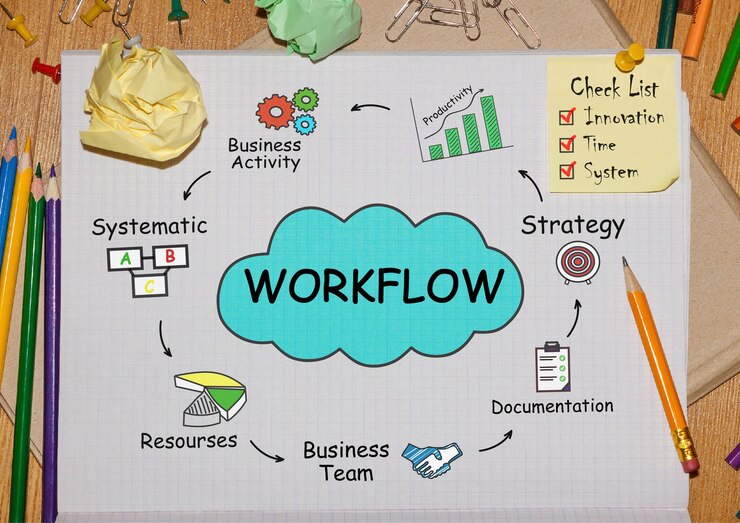 Productivity
Check List
Innovation
Time
System
Business
Activity
Systematic
A
B
C
WORKFLOW
Strategy
Documentation
Resourses
Business
Team